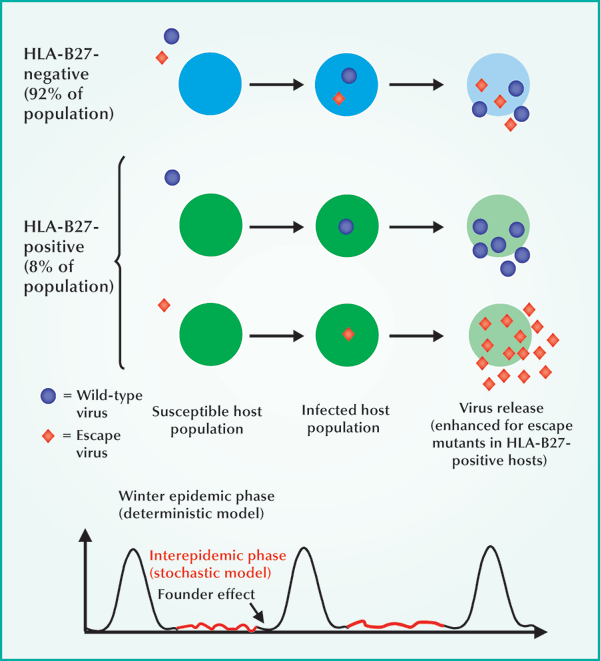 HLA-B27-
negative
(92% of
population)
HLA-B27-
positive
(8% of
population)
= Wild-type
virus
= Escape
virus
Susceptible host
population
Infected host
population
Virus release
(enhanced for escape
mutants in HLA-B27-
positive hosts)
Winter epidemic phase
(deterministic model)
Interepidemic phase
(stochastic model)
Founder effect